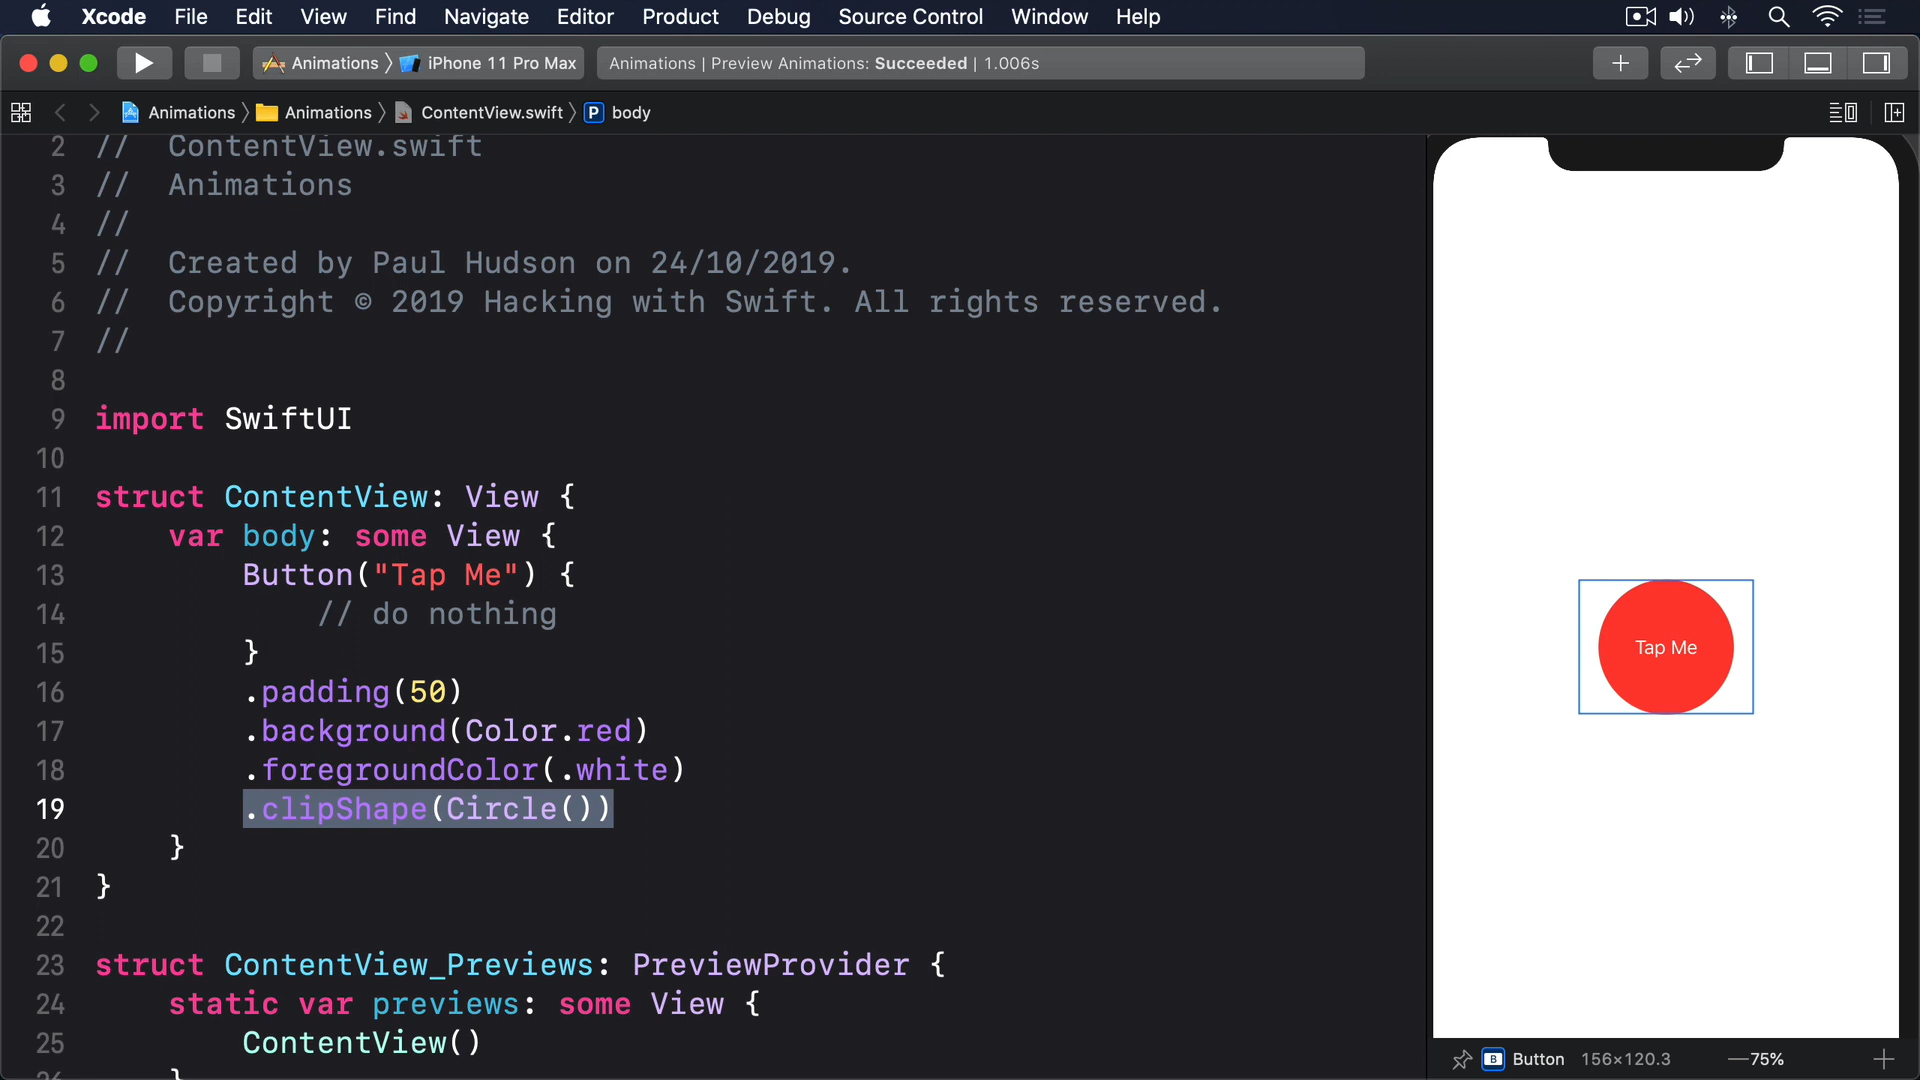 Xcode File Edit View Find Navigate Editor Product Debug Source Control Window Help
Animations iPhone 11 Pro Max Animations | Preview Animations: Succeeded | 1.006s
Animations Animations ContentView.swift P body
2 //  ContentView.swift
3 //  Animations
4 //
5 //  Created by Paul Hudson on 24/10/2019.
6 //  Copyright © 2019 Hacking with Swift. All rights reserved.
7 //
8
9 import SwiftUI
10
11 struct ContentView: View {
12     var body: some View {
13         Button("Tap Me") {
14             // do nothing
15         }
16         .padding(50)
17         .background(Color.red)
18         .foregroundColor(.white)
19         .clipShape(Circle())
20     }
21 }
22
23 struct ContentView_Previews: PreviewProvider {
24     static var previews: some View {
25         ContentView()
Tap Me
B Button 156×120.3 — 75% +